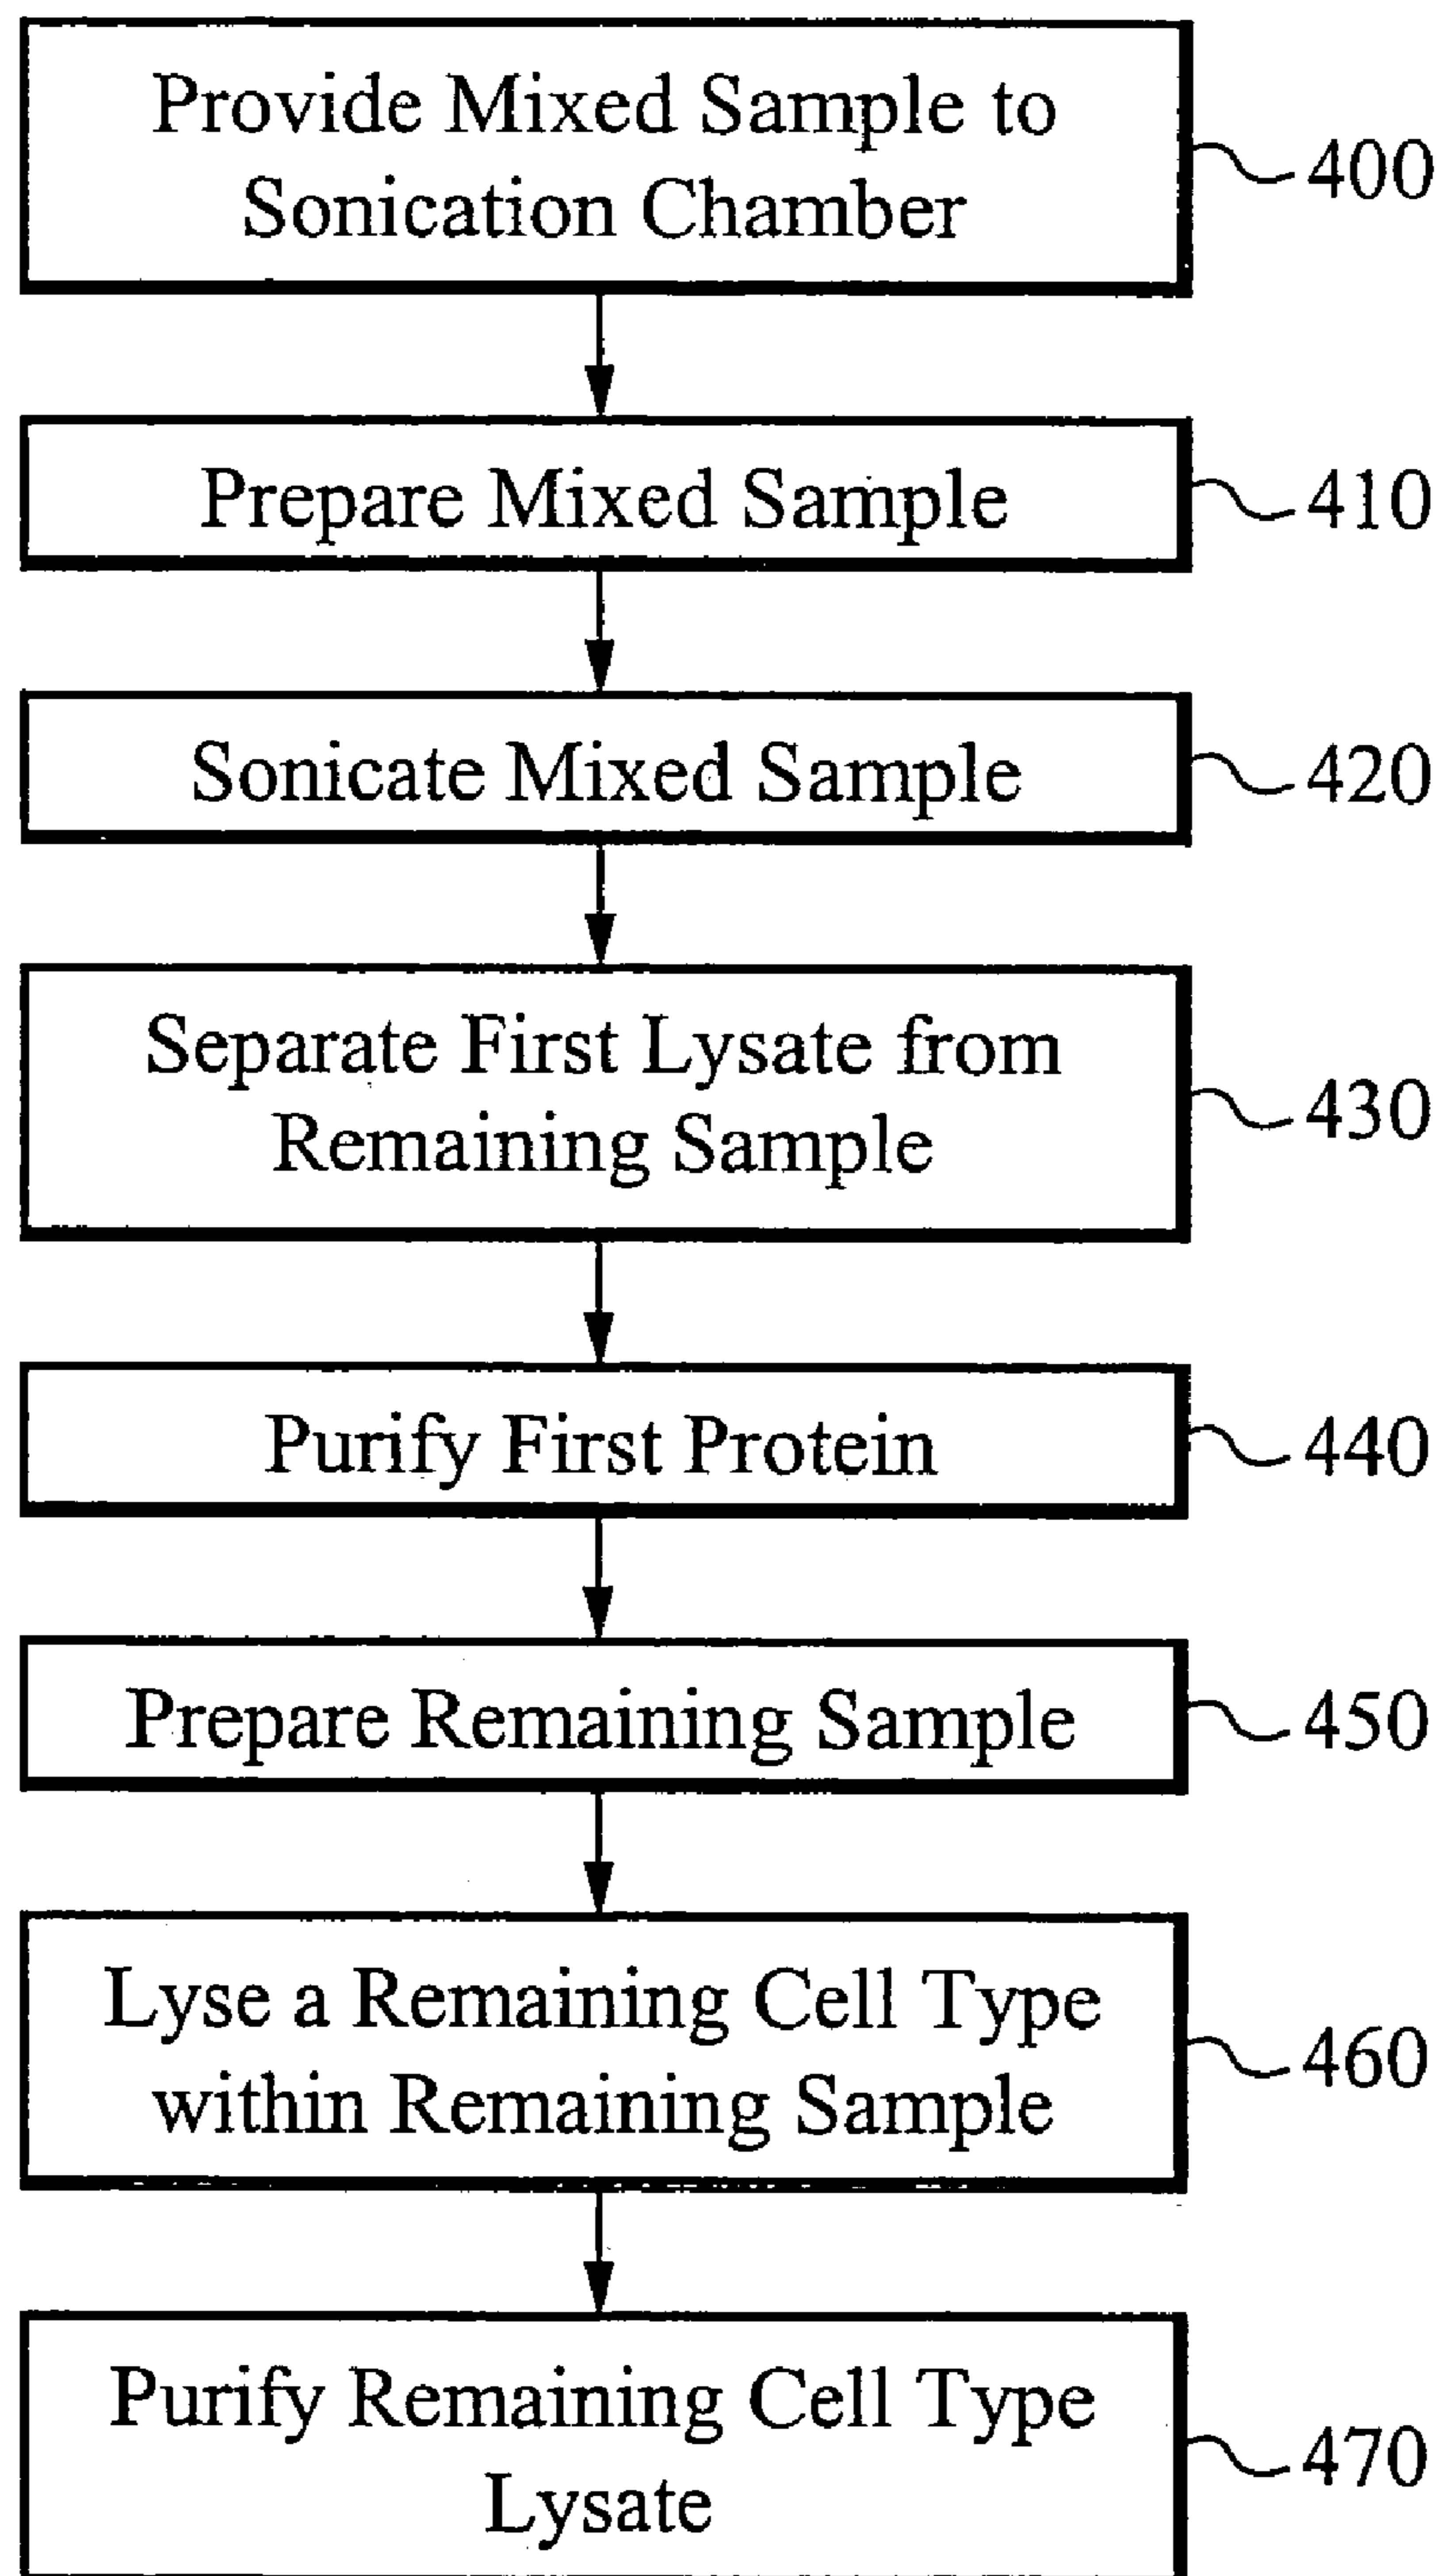 Provide Mixed Sample to
Sonication Chamber
400
Prepare Mixed Sample
410
Sonicate Mixed Sample
420
Separate First Lysate from
Remaining Sample
430
Purify First Protein
440
Prepare Remaining Sample
450
Lyse a Remaining Cell Type
within Remaining Sample
460
Purify Remaining Cell Type
Lysate
470